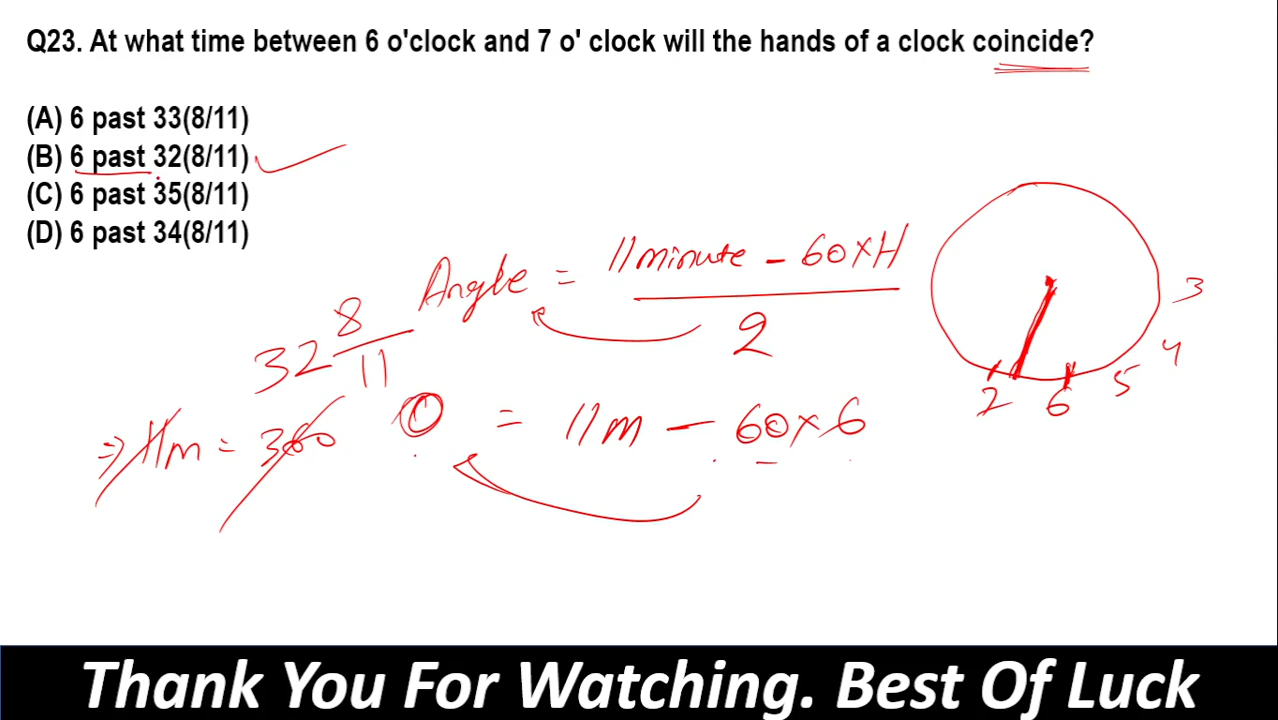 Q23. At what time between 6 o'clock and 7 o' clock will the hands of a clock coincide?
(A) 6 past 33(8/11)
(B) 6 past 32(8/11)
(C) 6 past 35(8/11)
(D) 6 past 34(8/11)
Angle = 11minute - 60×H / 2
32 8/11
0 = 11m - 60×6
⇒ 11m = 360
3
4
5
6
7
Thank You For Watching. Best Of Luck